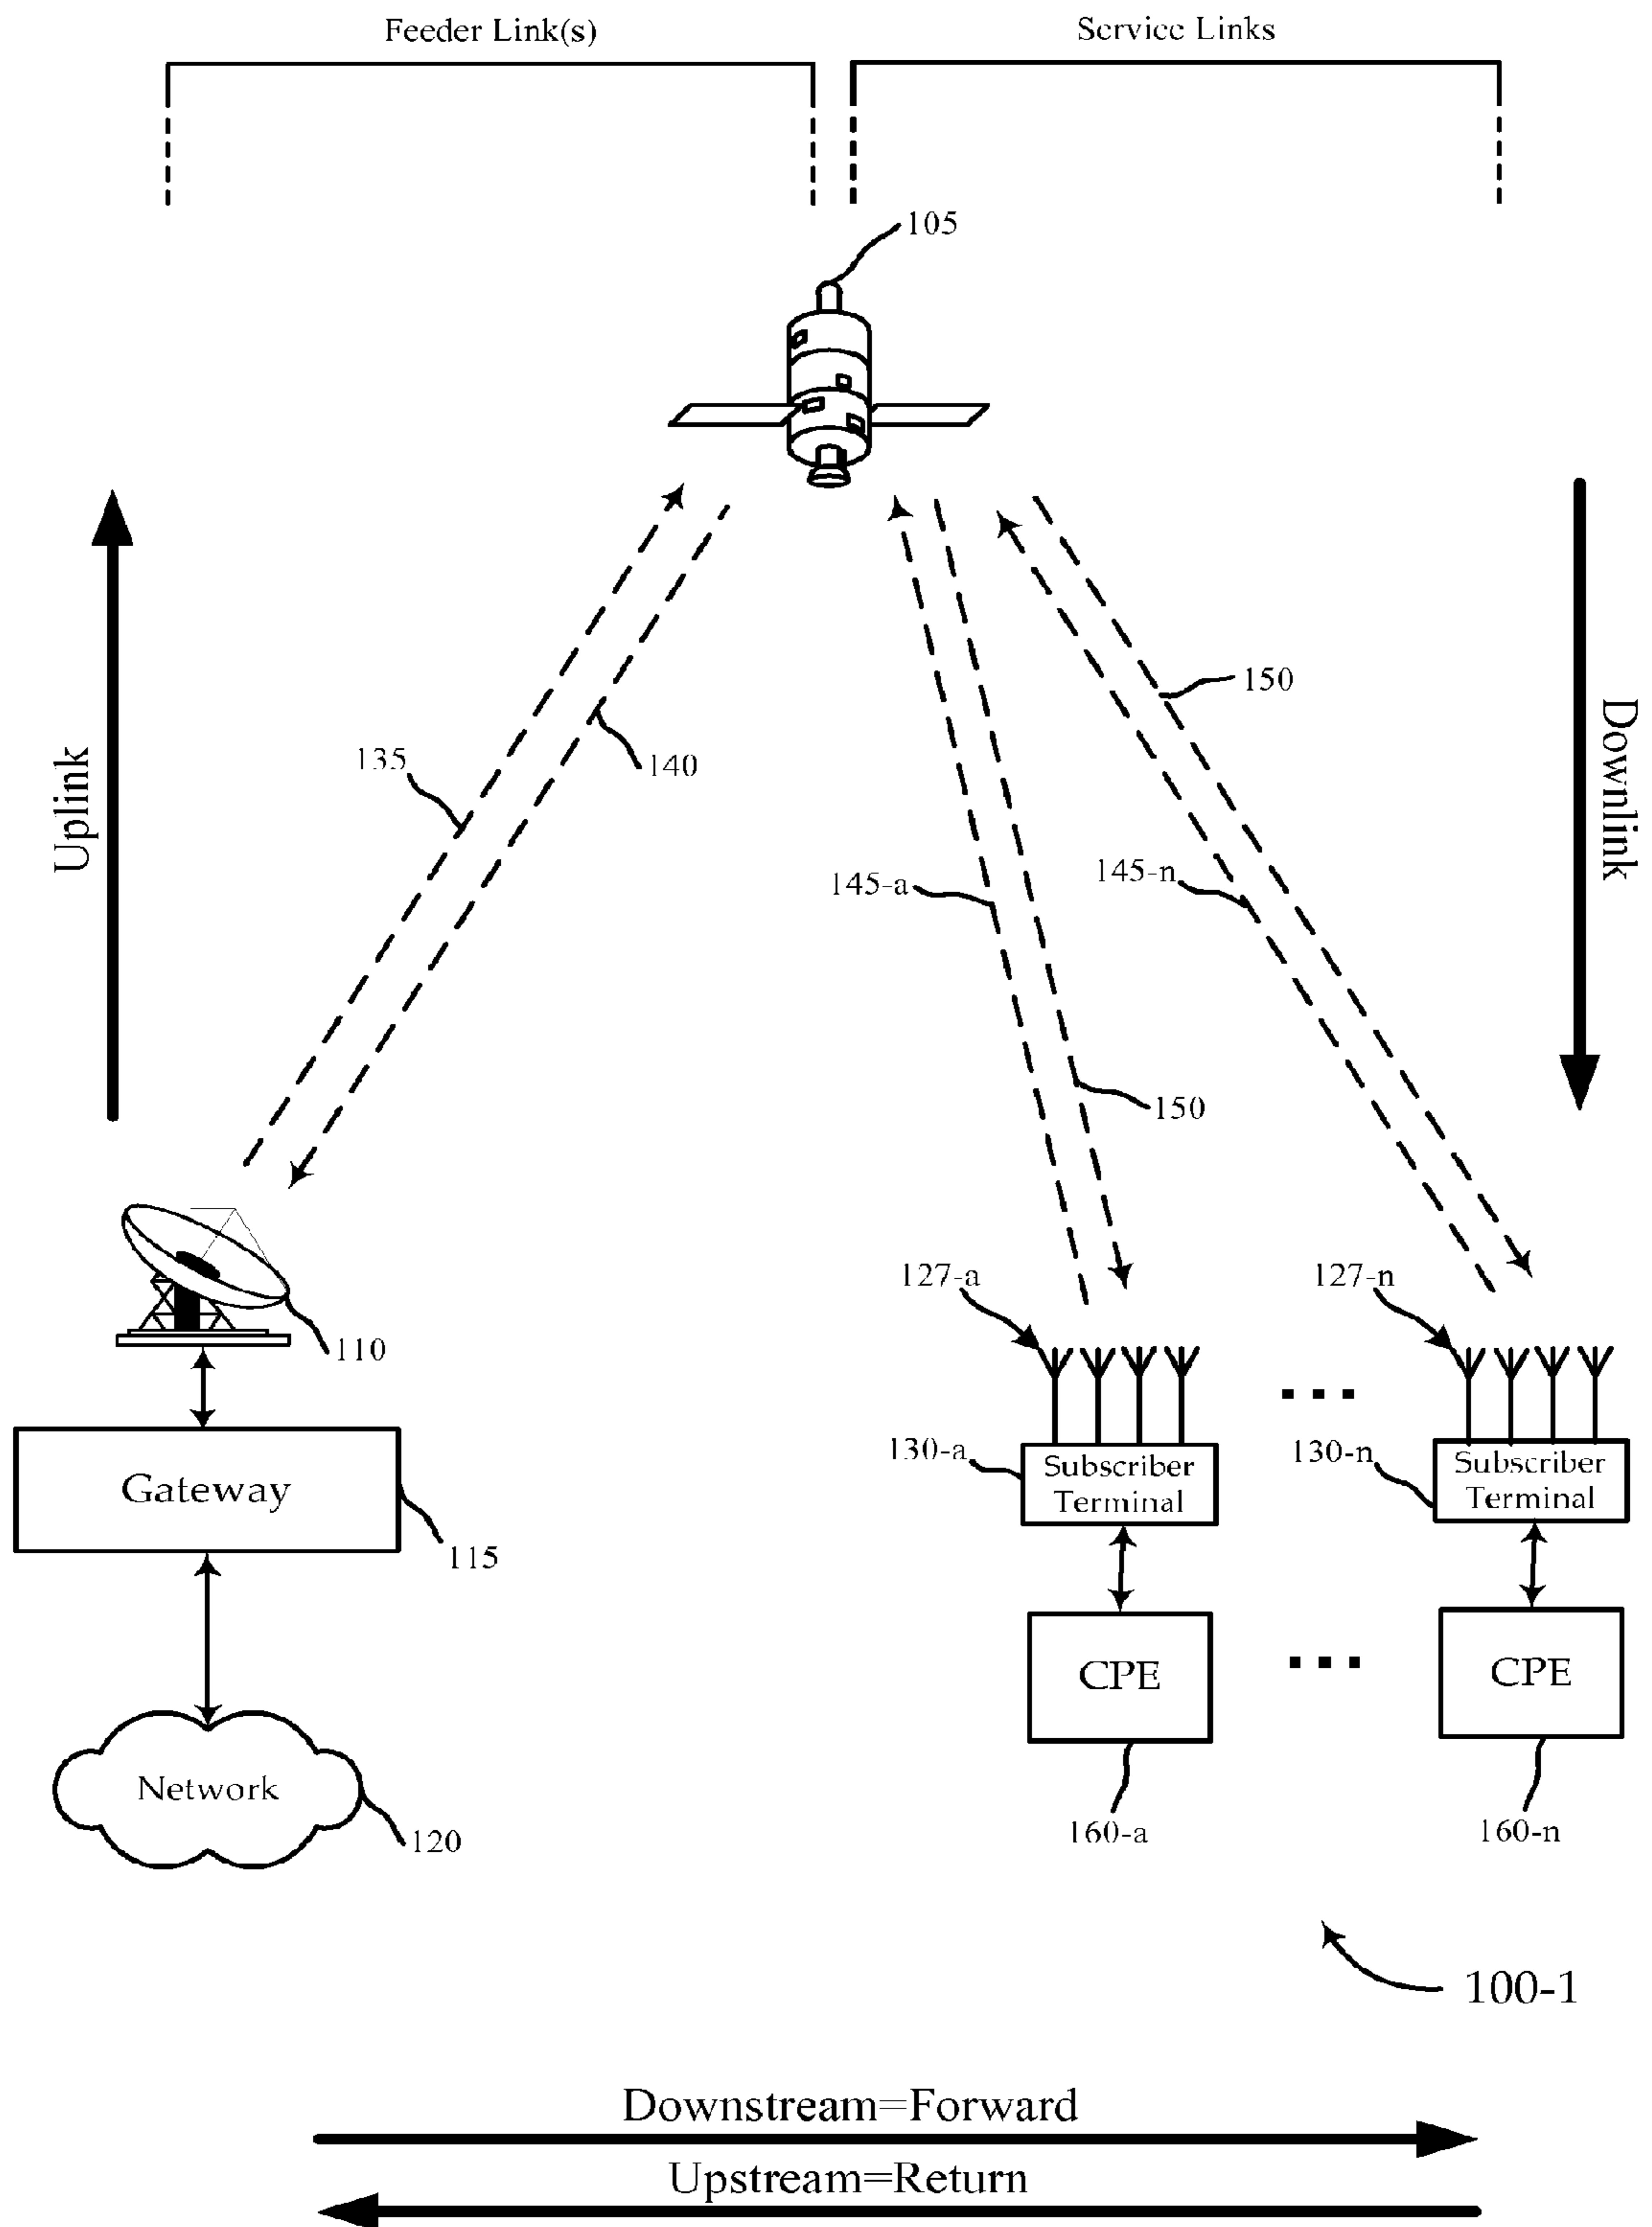 Feeder Link(s)
Service Links
105
150
Uplink
Downlink
135
140
145-a
145-n
150
127-a
127-n
110
130-a
Subscriber
Terminal
130-n
Subscriber
Terminal
Gateway
115
CPE
CPE
Network
120
160-a
160-n
100-1
Downstream=Forward
Upstream=Return